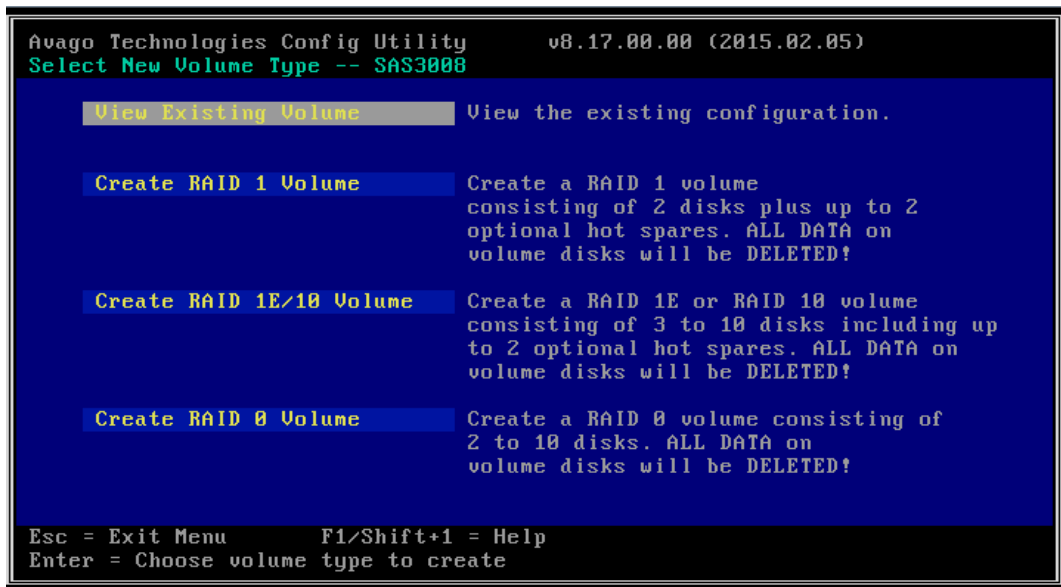 Avago Technologies Config Utility v8.17.00.00 (2015.02.05)
Select New Volume Type -- SAS3008
View Existing Volume View the existing configuration.
Create RAID 1 Volume Create a RAID 1 volume
consisting of 2 disks plus up to 2
optional hot spares. ALL DATA on
volume disks will be DELETED!
Create RAID 1E/10 Volume Create a RAID 1E or RAID 10 volume
consisting of 3 to 10 disks including up
to 2 optional hot spares. ALL DATA on
volume disks will be DELETED!
Create RAID 0 Volume Create a RAID 0 volume consisting of
2 to 10 disks. ALL DATA on
volume disks will be DELETED!
Esc = Exit Menu F1/Shift+1 = Help
Enter = Choose volume type to create